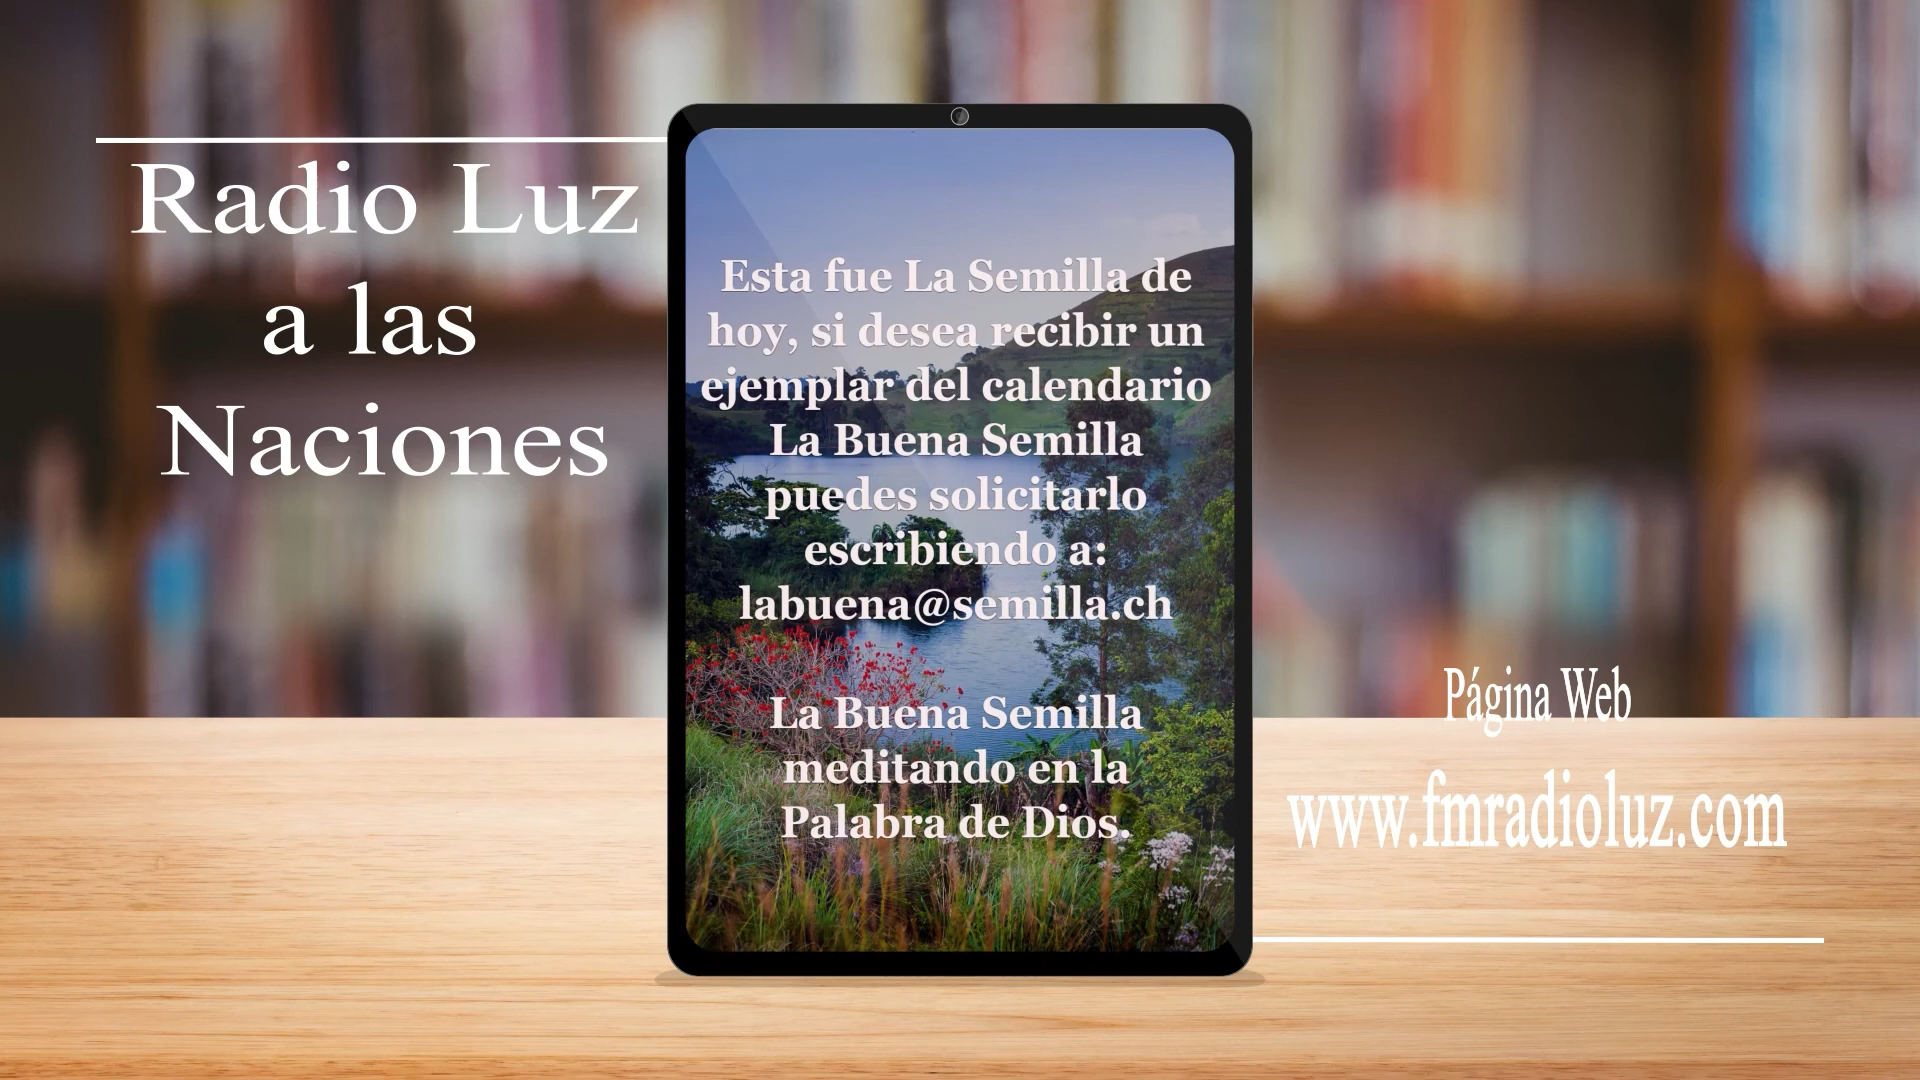 Radio Luz
a las
Naciones
Esta fue La Semilla de
hoy, si desea recibir un
ejemplar del calendario
La Buena Semilla
puedes solicitarlo
escribiendo a:
labuena@semilla.ch
La Buena Semilla
meditando en la
Palabra de Dios.
Página Web
www.fmradioluz.com